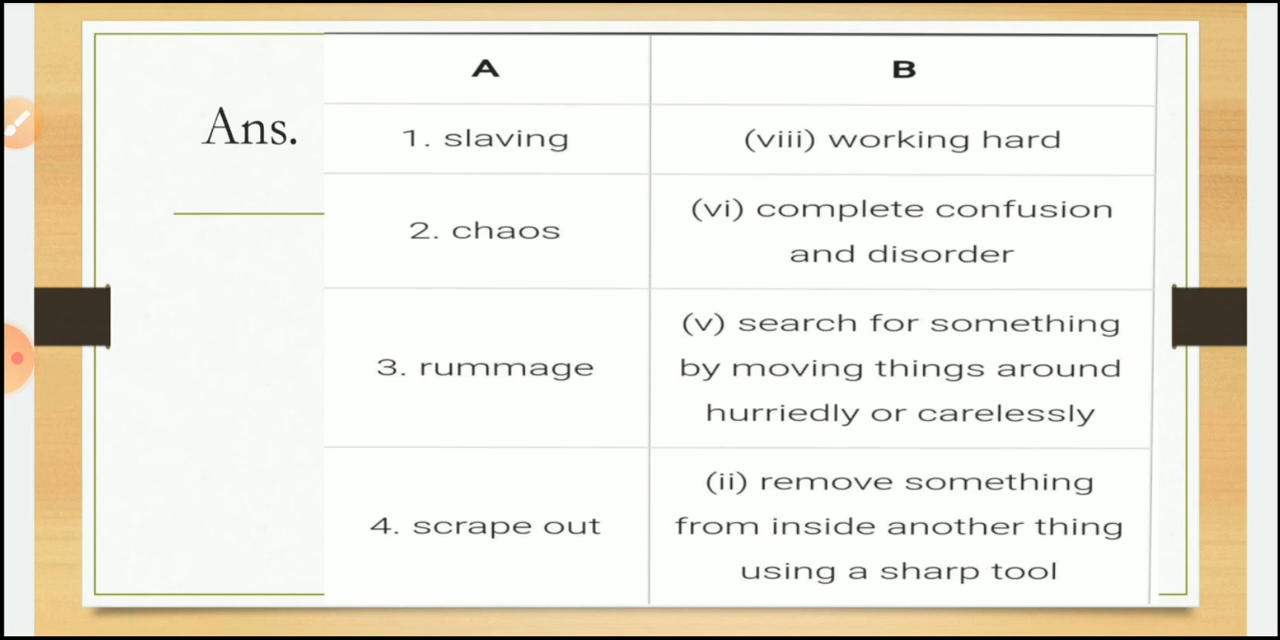 Ans.
A
B
1. slaving
(viii) working hard
2. chaos
(vi) complete confusion
and disorder
3. rummage
(v) search for something
by moving things around
hurriedly or carelessly
4. scrape out
(ii) remove something
from inside another thing
using a sharp tool